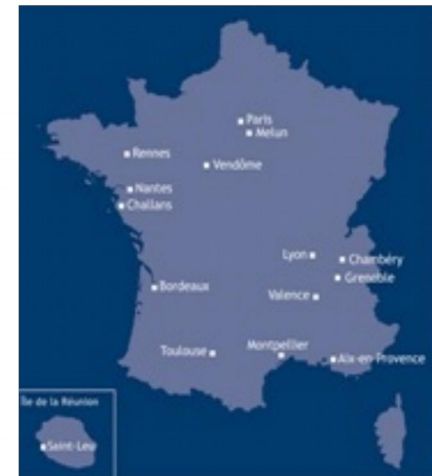 Paris
Melun
Rennes
Vendôme
Nantes
Challans
Lyon
Chambéry
Grenoble
Bordeaux
Valence
Toulouse
Montpellier
Aix-en-Provence
Île de la Réunion
Saint-Leu